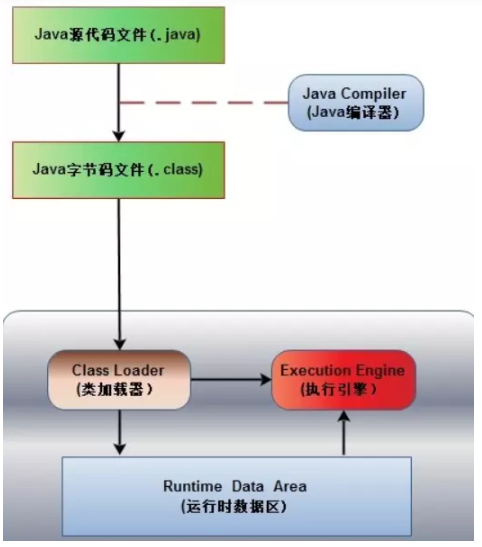 Java源代码文件(.java)
Java Compiler
(Java编译器)
Java字节码文件(.class)
Class Loader
(类加载器)
Execution Engine
(执行引擎)
Runtime Data Area
(运行时数据区)